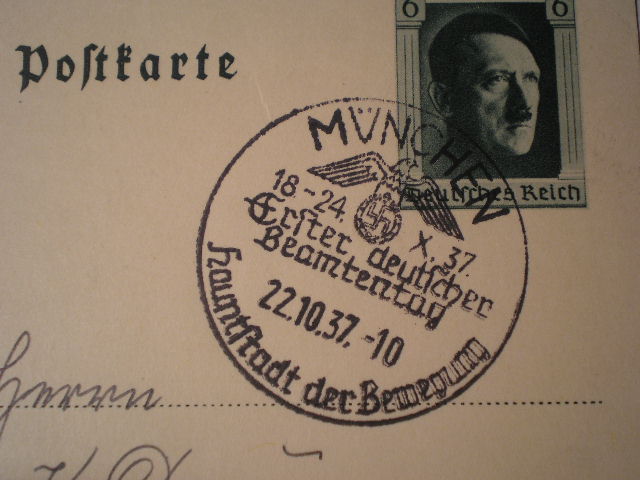 Postkarte
6 6
Deutsches Reich
MÜNCHEN
18-24. X. 37.
Erster deutscher
Beamtentag
22.10.37.-10
Hauptstadt der Bewegung
Herrn